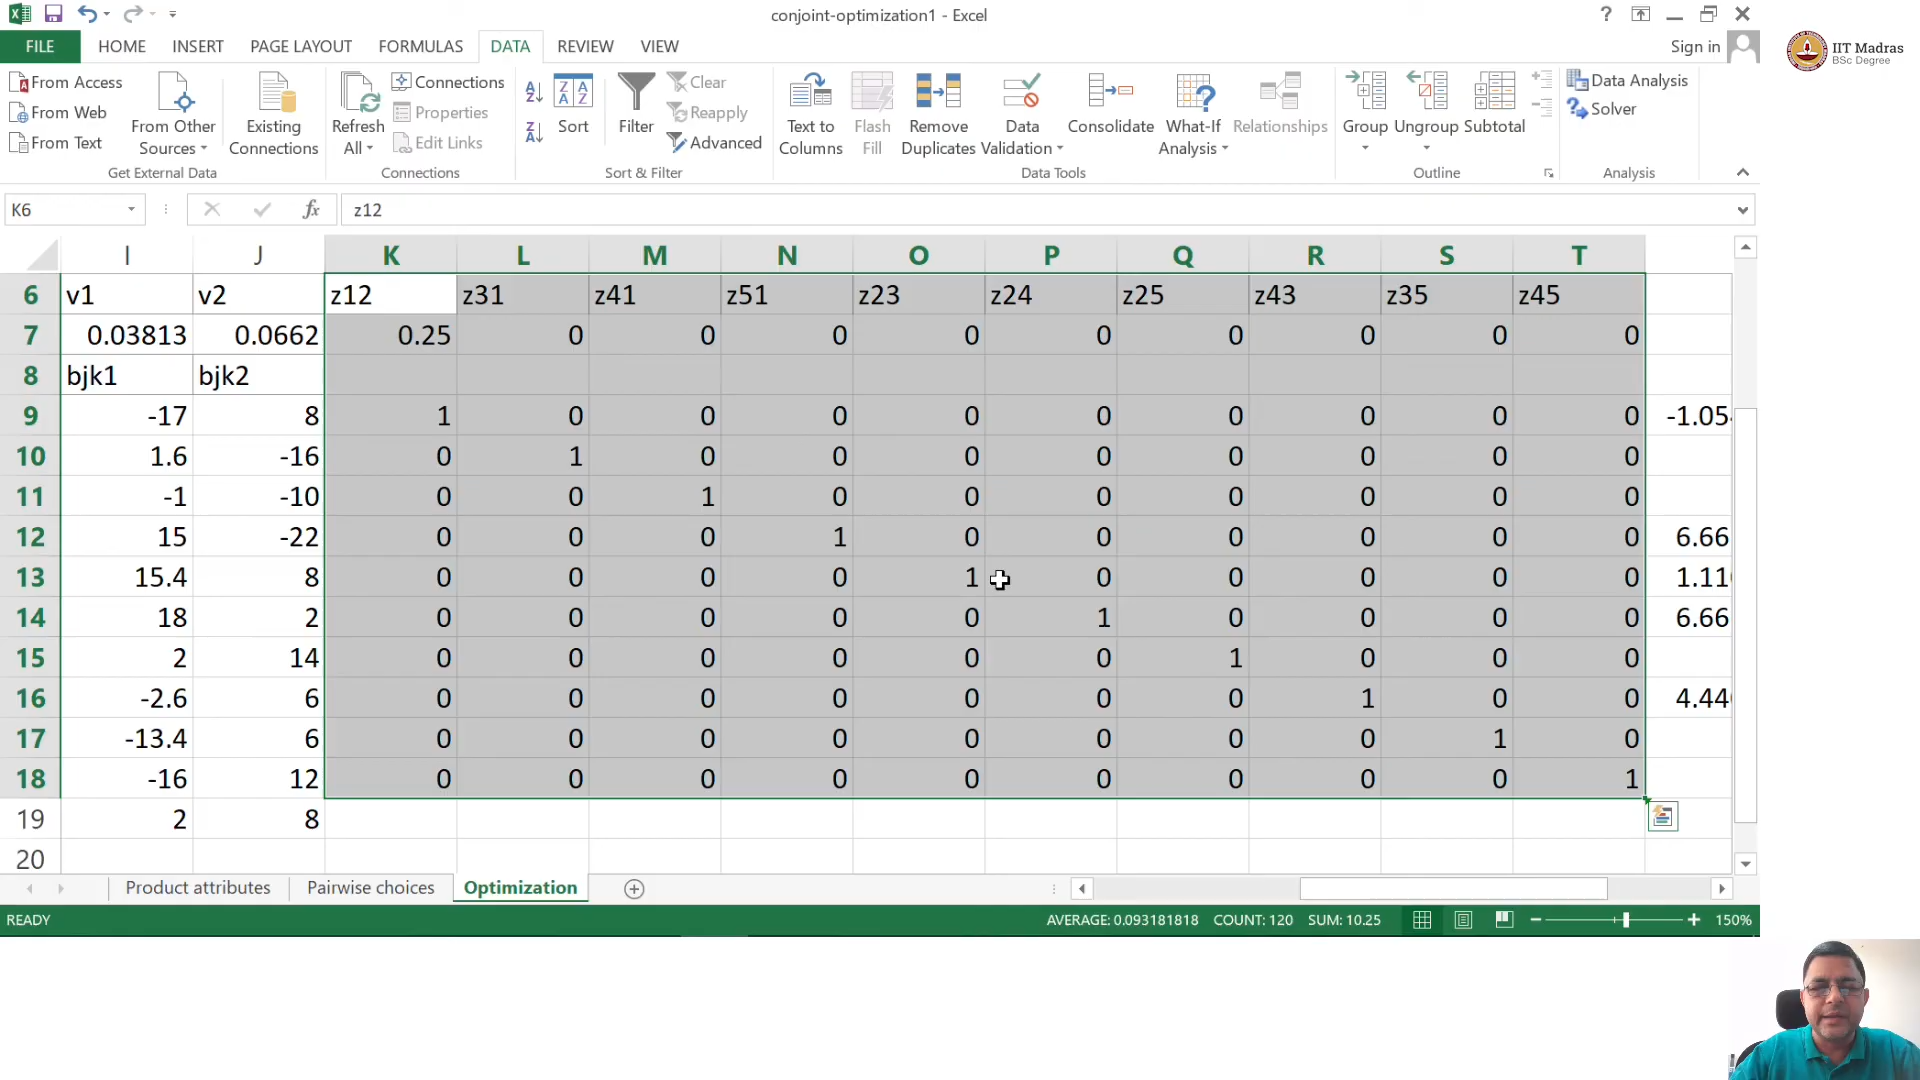 conjoint-optimization1 - Excel
?
FILE HOME INSERT PAGE LAYOUT FORMULAS DATA REVIEW VIEW Sign in
IIT Madras
BSc Degree
From Access
From Web
From Text
From Other
Sources
Existing
Connections
Get External Data
Refresh
All
Connections
Properties
Edit Links
Connections
Sort
Filter
Clear
Reapply
Advanced
Sort & Filter
Text to
Columns
Flash
Fill
Remove
Duplicates
Data
Validation
Consolidate
What-If
Analysis
Relationships
Data Tools
Group
Ungroup
Subtotal
Outline
Data Analysis
Solver
Analysis
K6 fx z12
I J K L M N O P Q R S T
6 v1 v2 z12 z31 z41 z51 z23 z24 z25 z43 z35 z45
7 0.03813 0.0662 0.25 0 0 0 0 0 0 0 0 0
8 bjk1 bjk2
9 -17 8 1 0 0 0 0 0 0 0 0 0
10 1.6 -16 0 1 0 0 0 0 0 0 0 0
11 -1 -10 0 0 1 0 0 0 0 0 0 0
12 15 -22 0 0 0 1 0 0 0 0 0 0 6.66
13 15.4 8 0 0 0 0 1 0 0 0 0 0
14 18 2 0 0 0 0 0 1 0 0 0 0 6.66
15 2 14 0 0 0 0 0 0 1 0 0 0
16 -2.6 6 0 0 0 0 0 0 0 1 0 0
17 -13.4 6 0 0 0 0 0 0 0 0 1 0
18 -16 12 0 0 0 0 0 0 0 0 0 1
19 2 8
20
Product attributes Pairwise choices Optimization
READY AVERAGE: 0.093181818 COUNT: 120 SUM: 10.25 150%